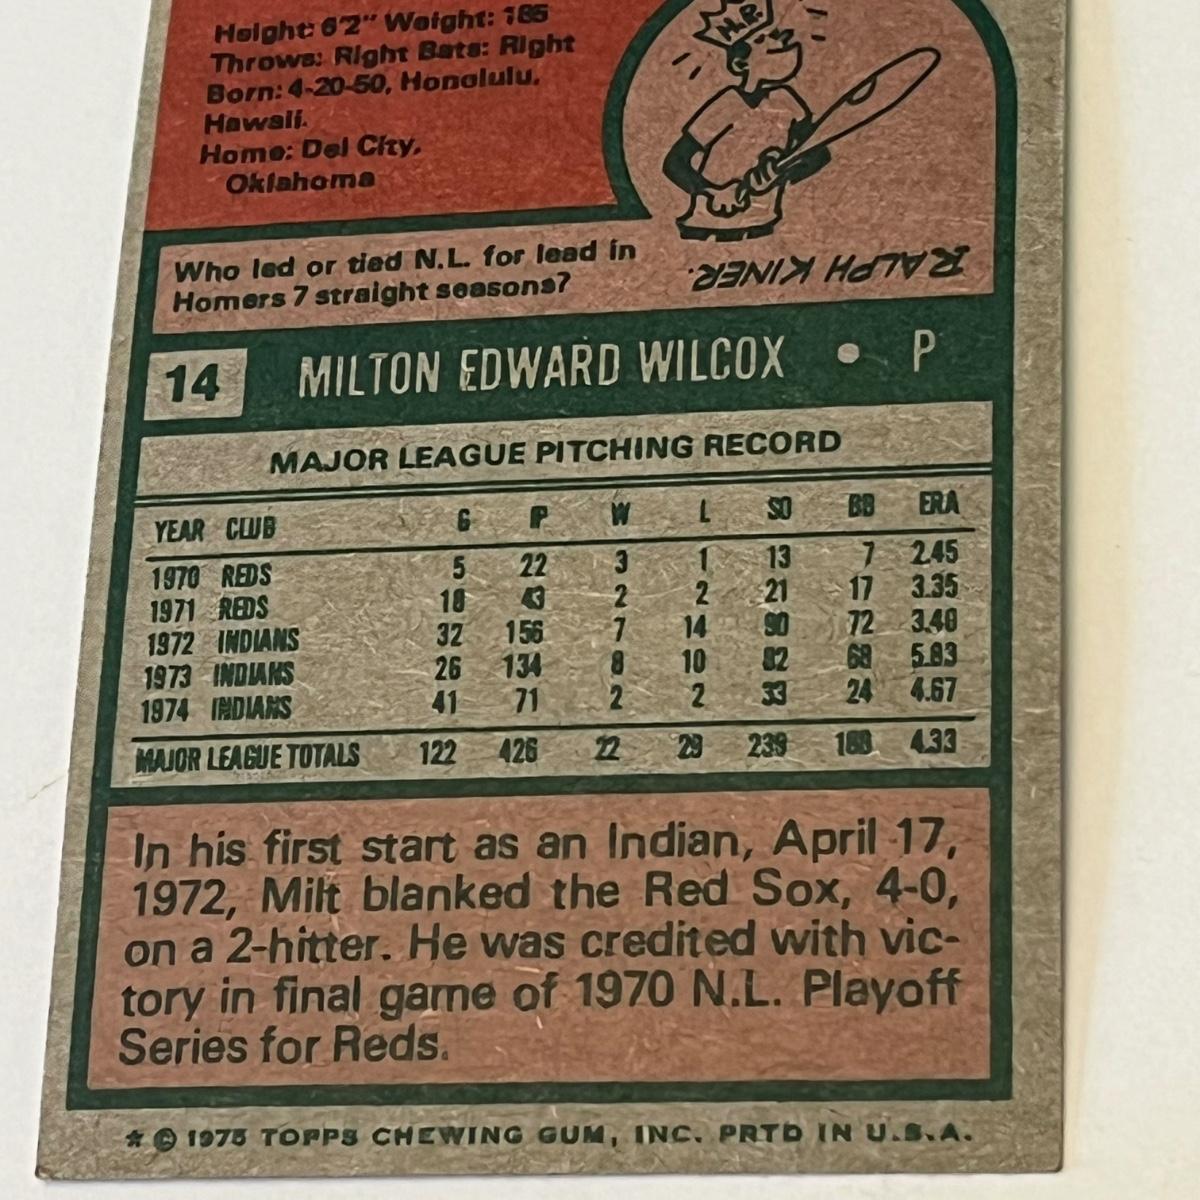 Height: 6'2" Weight: 185
Throws: Right Bats: Right
Born: 4-20-50, Honolulu,
Hawaii.
Home: Del City,
Oklahoma
Who led or tied N.L. for lead in
Homers 7 straight seasons?
RALPH KINER.
14 MILTON EDWARD WILCOX • P
MAJOR LEAGUE PITCHING RECORD
YEAR CLUB G IP W L SO BB ERA
1970 REDS 5 22 3 1 13 7 2.45
1971 REDS 18 43 2 2 21 17 3.35
1972 INDIANS 32 156 7 14 90 72 3.40
1973 INDIANS 26 134 8 10 82 68 5.83
1974 INDIANS 41 71 2 2 33 24 4.67
MAJOR LEAGUE TOTALS 122 426 22 29 239 188 4.33
In his first start as an Indian, April 17,
1972, Milt blanked the Red Sox, 4-0,
on a 2-hitter. He was credited with vic-
tory in final game of 1970 N.L. Playoff
Series for Reds.
* © 1975 TOPPS CHEWING GUM, INC. PRTD IN U.S.A.